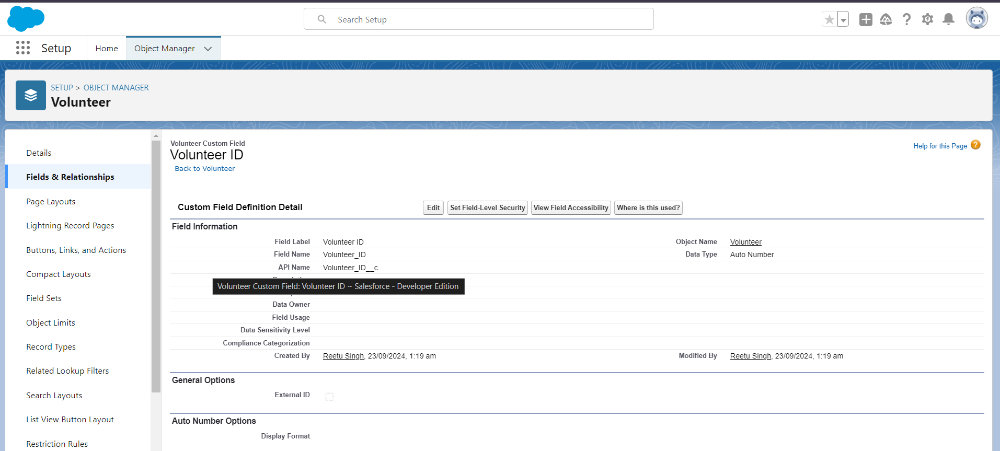 Search Setup
Setup
Home
Object Manager
SETUP > OBJECT MANAGER
Volunteer
Details
Fields & Relationships
Page Layouts
Lightning Record Pages
Buttons, Links, and Actions
Compact Layouts
Field Sets
Object Limits
Record Types
Related Lookup Filters
Search Layouts
List View Button Layout
Restriction Rules
Volunteer Custom Field
Volunteer ID
Back to Volunteer
Help for this Page ?
Custom Field Definition Detail
Edit
Set Field-Level Security
View Field Accessibility
Where is this used?
Field Information
Field Label Volunteer ID Object Name Volunteer
Field Name Volunteer_ID Data Type Auto Number
API Name Volunteer_ID__c
Volunteer Custom Field: Volunteer ID ~ Salesforce - Developer Edition
Data Owner
Field Usage
Data Sensitivity Level
Compliance Categorization
Created By Reetu Singh, 23/09/2024, 1:19 am Modified By Reetu Singh, 23/09/2024, 1:19 am
General Options
External ID
Auto Number Options
Display Format